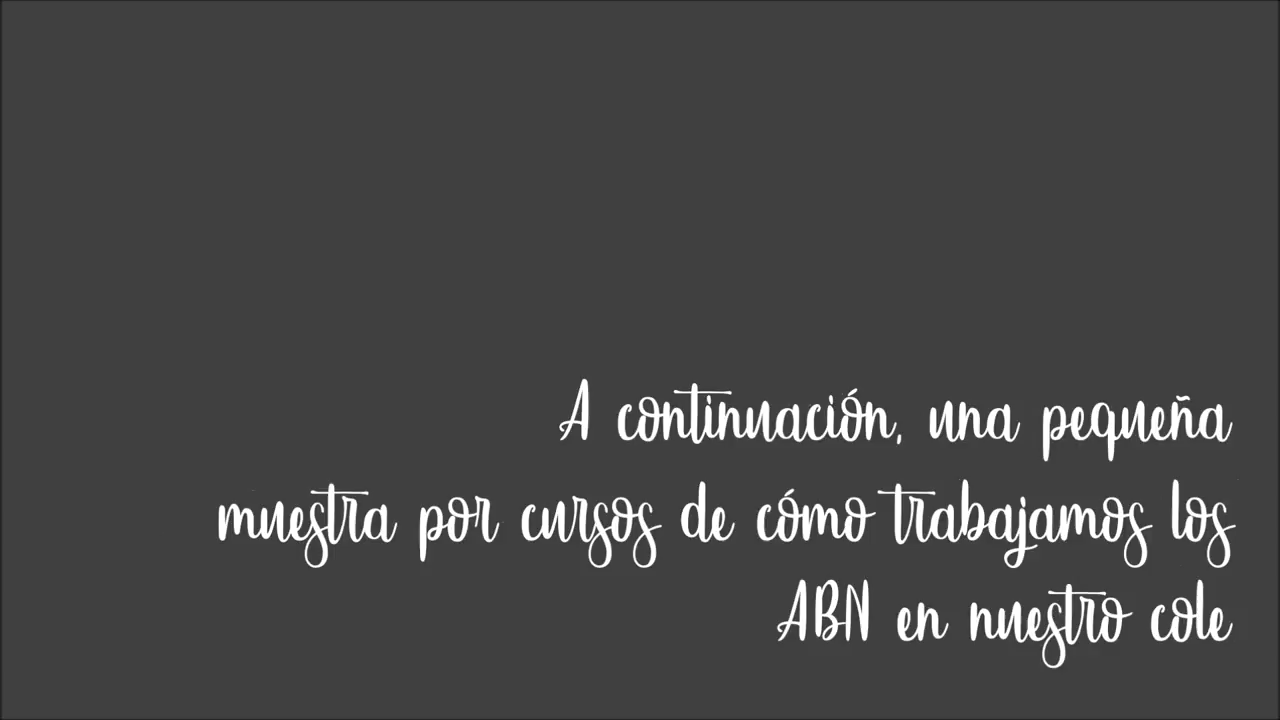 A continuación, una pequeña
muestra por cursos de cómo trabajamos los
ABN en nuestro cole